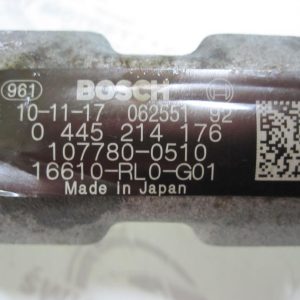 961 BOSCH
10-11-17 062551 92
0 445 214 176
107780-0510
16610-RL0-G01
Made in Japan